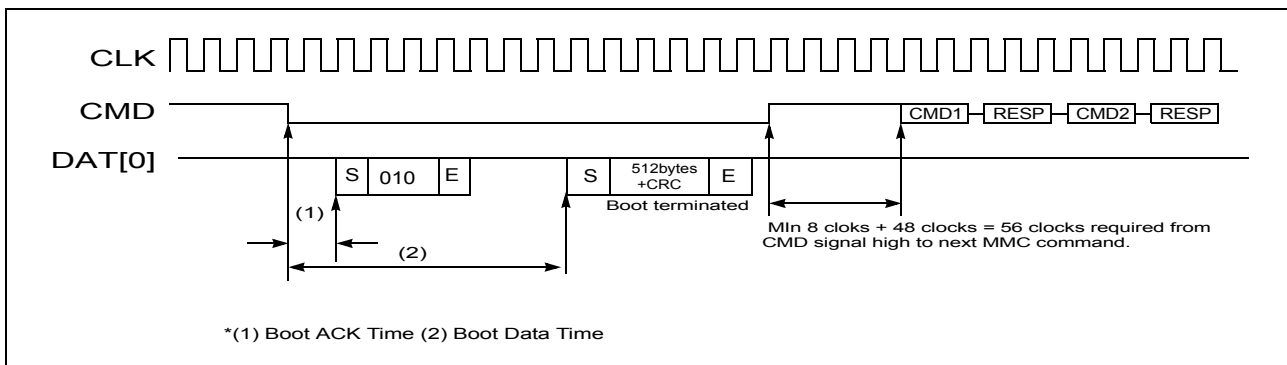 CLK
CMD
CMD1 RESP CMD2 RESP
DAT[0]
S 010 E
S 512bytes +CRC E
Boot terminated
(1)
(2)
MIn 8 cloks + 48 clocks = 56 clocks required from
CMD signal high to next MMC command.
*(1) Boot ACK Time (2) Boot Data Time